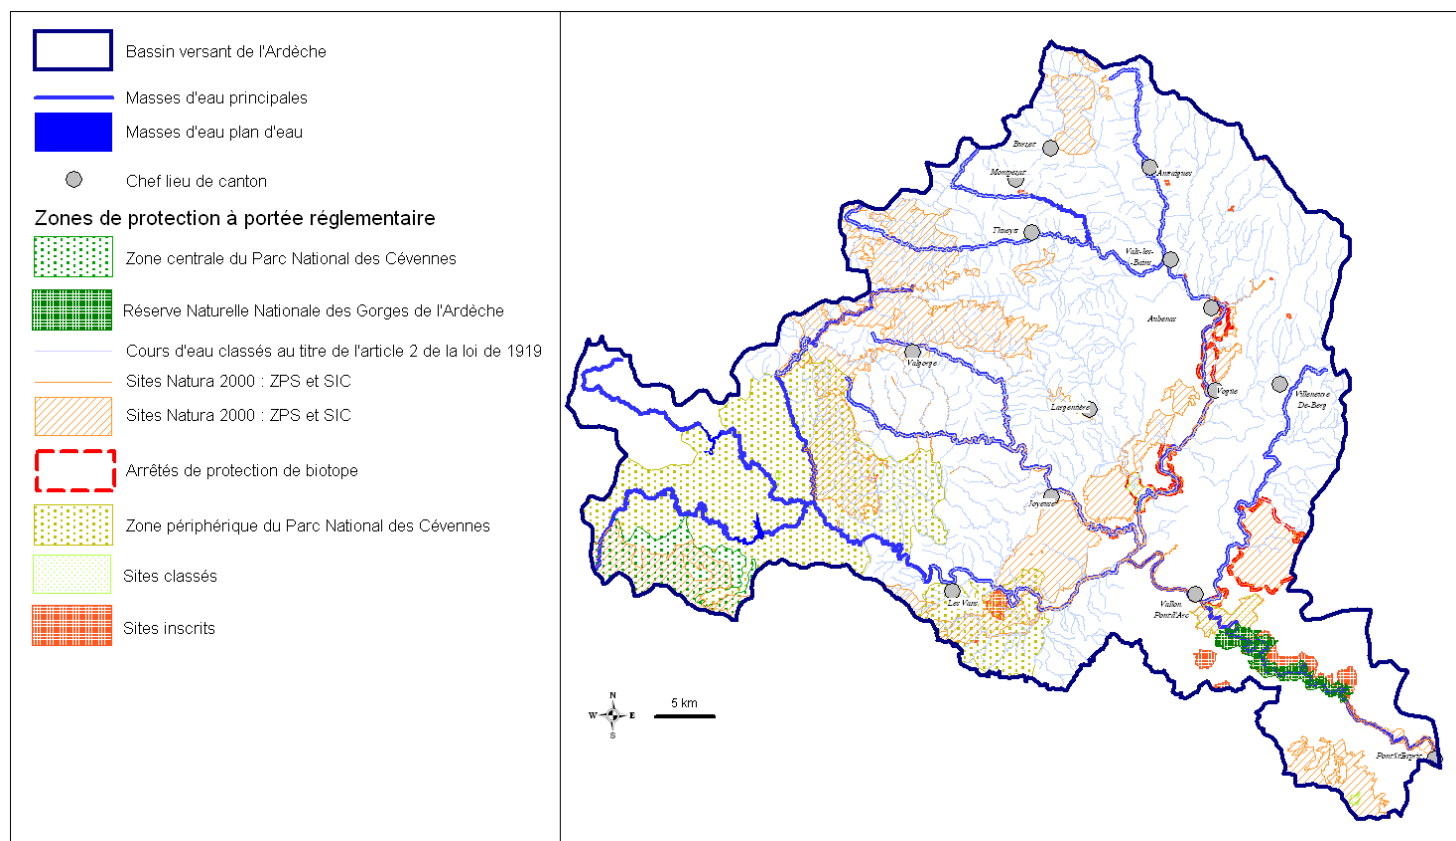 Bassin versant de l'Ardèche
Masses d'eau principales
Masses d'eau plan d'eau
Chef lieu de canton
Zones de protection à portée réglementaire
Zone centrale du Parc National des Cévennes
Réserve Naturelle Nationale des Gorges de l'Ardèche
Cours d'eau classés au titre de l'article 2 de la loi de 1919
Sites Natura 2000 : ZPS et SIC
Sites Natura 2000 : ZPS et SIC
Arrêtés de protection de biotope
Zone périphérique du Parc National des Cévennes
Sites classés
Sites inscrits
Burzet
Montpezat
Antraigues
Thueyts
Vals-les-
-Bains
Aubenas
Valgorge
Largentière
Vogüe
Villeneuve
De-Berg
Joyeuse
Les Vans
Vallon
Pont d'Arc
Pont St Esprit
N
W
E
S
5 km